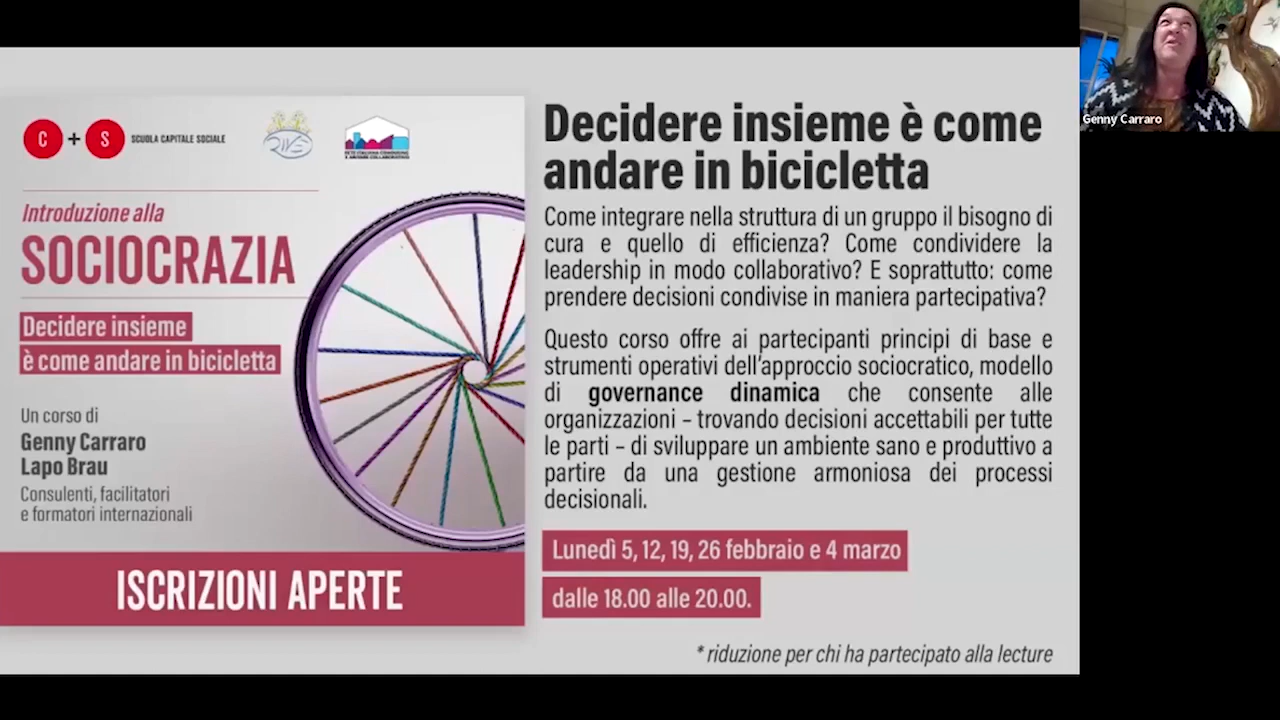 C + S SCUOLA CAPITALE SOCIALE
RIVE
RETE ITALIANA COHOUSING
E ABITARE COLLABORATIVO
Introduzione alla
SOCIOCRAZIA
Decidere insieme
è come andare in bicicletta
Un corso di
Genny Carraro
Lapo Brau
Consulenti, facilitatori
e formatori internazionali
ISCRIZIONI APERTE
Decidere insieme è come
andare in bicicletta
Come integrare nella struttura di un gruppo il bisogno di
cura e quello di efficienza? Come condividere la
leadership in modo collaborativo? E soprattutto: come
prendere decisioni condivise in maniera partecipativa?
Questo corso offre ai partecipanti principi di base e
strumenti operativi dell'approccio sociocratico, modello
di governance dinamica che consente alle
organizzazioni – trovando decisioni accettabili per tutte
le parti – di sviluppare un ambiente sano e produttivo a
partire da una gestione armoniosa dei processi
decisionali.
Lunedì 5, 12, 19, 26 febbraio e 4 marzo
dalle 18.00 alle 20.00.
* riduzione per chi ha partecipato alla lecture
Genny Carraro